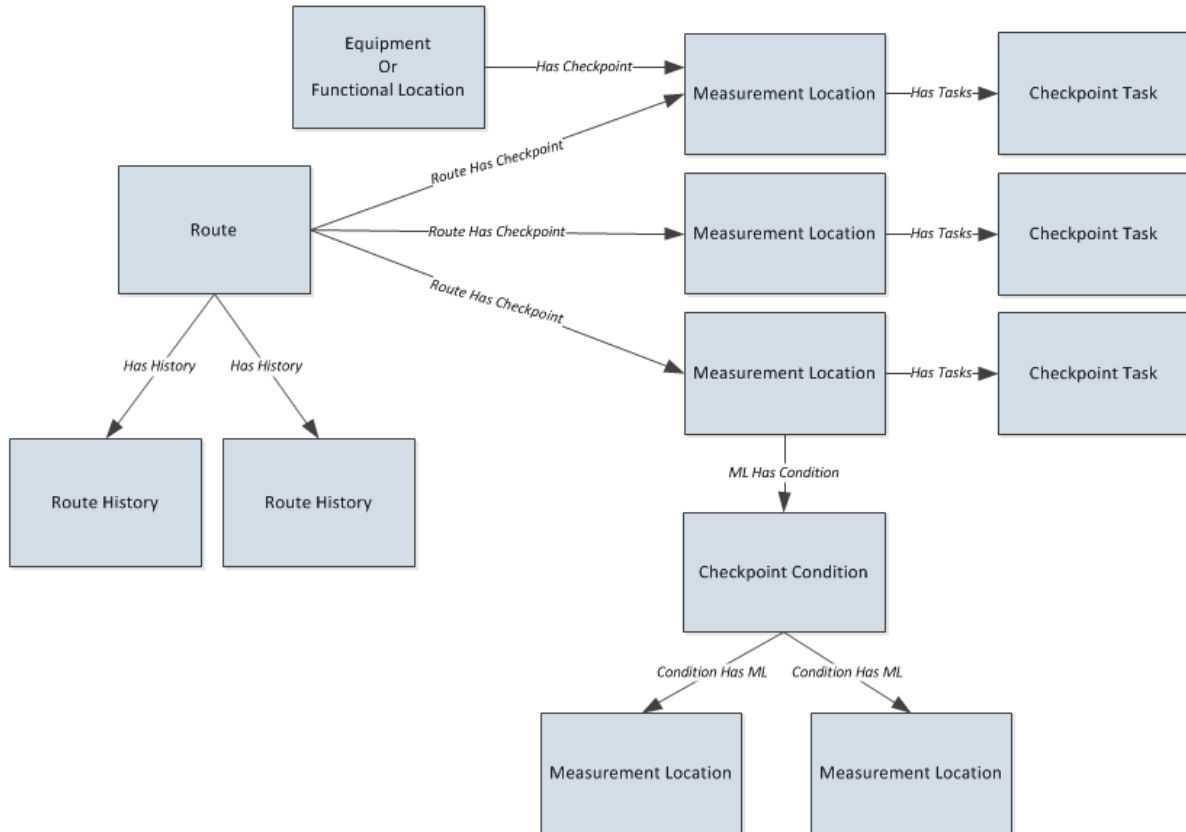 Equipment
Or
Functional Location
Has Checkpoint
Measurement Location
Has Tasks
Checkpoint Task
Route Has Checkpoint
Route
Route Has Checkpoint
Measurement Location
Has Tasks
Checkpoint Task
Route Has Checkpoint
Measurement Location
Has Tasks
Checkpoint Task
Has History
Has History
Route History
Route History
ML Has Condition
Checkpoint Condition
Condition Has ML
Condition Has ML
Measurement Location
Measurement Location